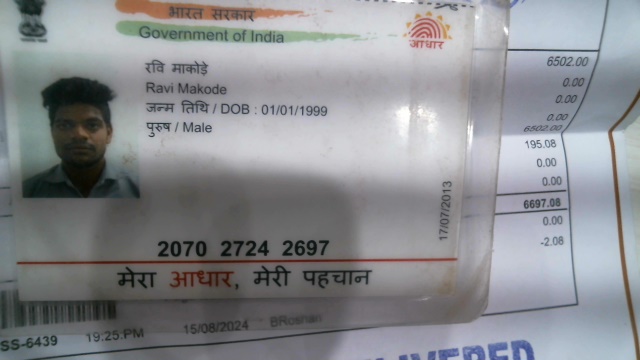 भारत सरकार
Government of India
आधार
रवि माकोड़े
Ravi Makode
जन्म तिथि / DOB : 01/01/1999
पुरुष / Male
17/07/2013
2070 2724 2697
मेरा आधार, मेरी पहचान
6502.00
0.00
0.00
0.00
6502.00
195.08
0.00
0.00
6697.08
0.00
-2.08
SS-6439 19:25:PM 15/08/2024 BRoshan